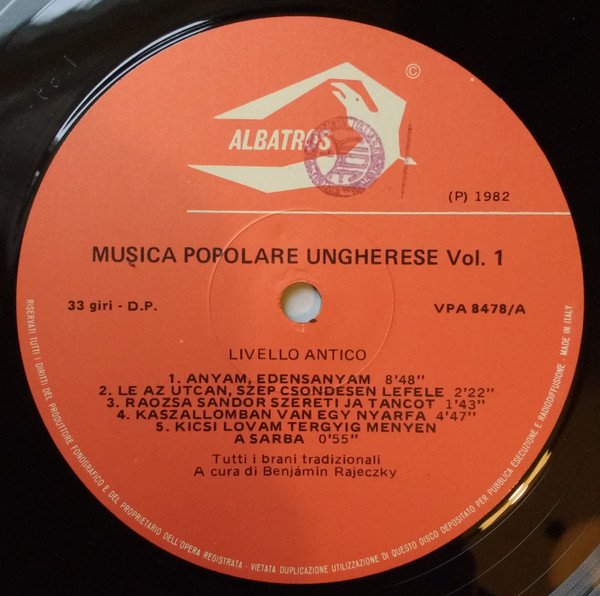 ©
ALBATROS
(P) 1982
MUSICA POPOLARE UNGHERESE Vol. 1
33 giri - D.P.
VPA 8478/A
LIVELLO ANTICO
1. ANYAM, EDENSANYAM 8'48"
2. LE AZ UTCAN, SZEP CSONDESEN LEFELE 2'22"
3. RAOZSA SANDOR SZERETI JA TANCOT 1'43"
4. KASZALLOMBAN VAN EGY NYARFA 4'47"
5. KICSI LOVAM TERGYIG MENYEN
A SARBA 0'55"
Tutti i brani tradizionali
A cura di Benjámin Rajeczky
RISERVATI TUTTI I DIRITTI DEL PRODUTTORE FONOGRAFICO E DEL PROPRIETARIO DELL'OPERA REGISTRATA - VIETATA DUPLICAZIONE UTILIZZAZIONE DI QUESTO DISCO DEPOSITATO PER PUBBLICA ESECUZIONE E RADIODIFFUSIONE - MADE IN ITALY